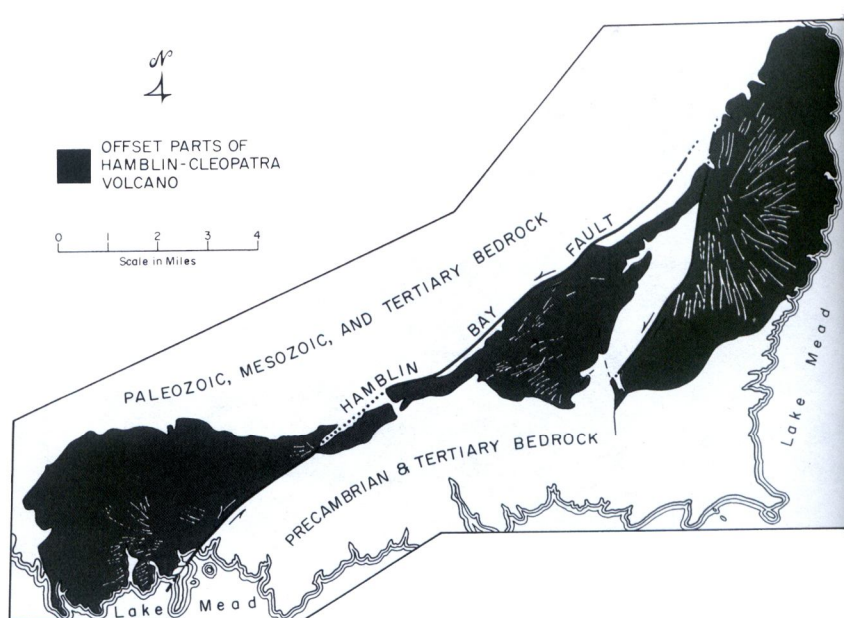 N
OFFSET PARTS OF
HAMBLIN-CLEOPATRA
VOLCANO
0 1 2 3 4
Scale in Miles
PALEOZOIC, MESOZOIC, AND TERTIARY BEDROCK
HAMBLIN BAY FAULT
PRECAMBRIAN & TERTIARY BEDROCK
Lake Mead
Lake Mead